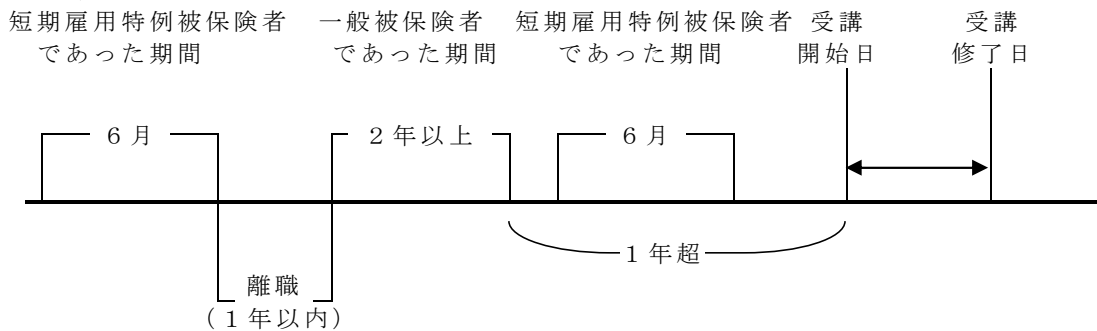 短期雇用特例被保険者 一般被保険者 短期雇用特例被保険者 受講 受講
であった期間 であった期間 であった期間 開始日 修了日
6月 2年以上 6月
1年超
離職
(1年以内)